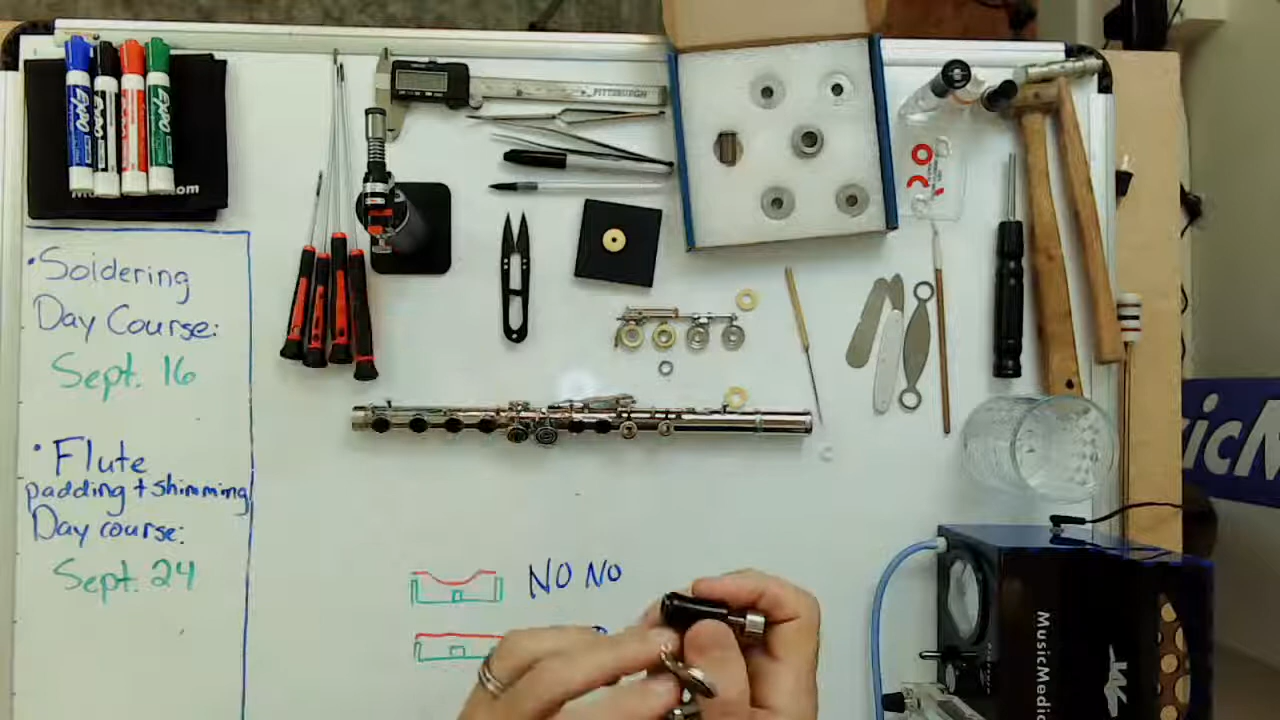 EXPO EXPO EXPO EXPO
PITTSBURGH
•Soldering
Day Course:
Sept. 16
•Flute
padding + shimming
Day course:
Sept. 24
NO NO
MusicMedic
icM